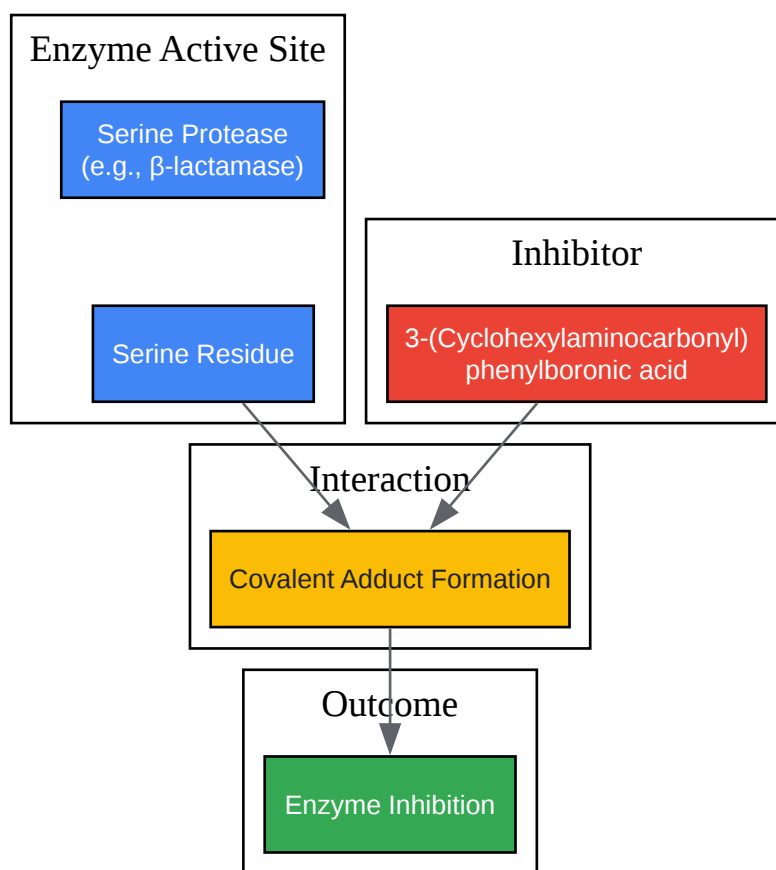 Enzyme Active Site
Serine Protease
(e.g., β-lactamase)
Serine Residue
Inhibitor
3-(Cyclohexylaminocarbonyl)
phenylboronic acid
Interaction
Covalent Adduct Formation
Outcome
Enzyme Inhibition